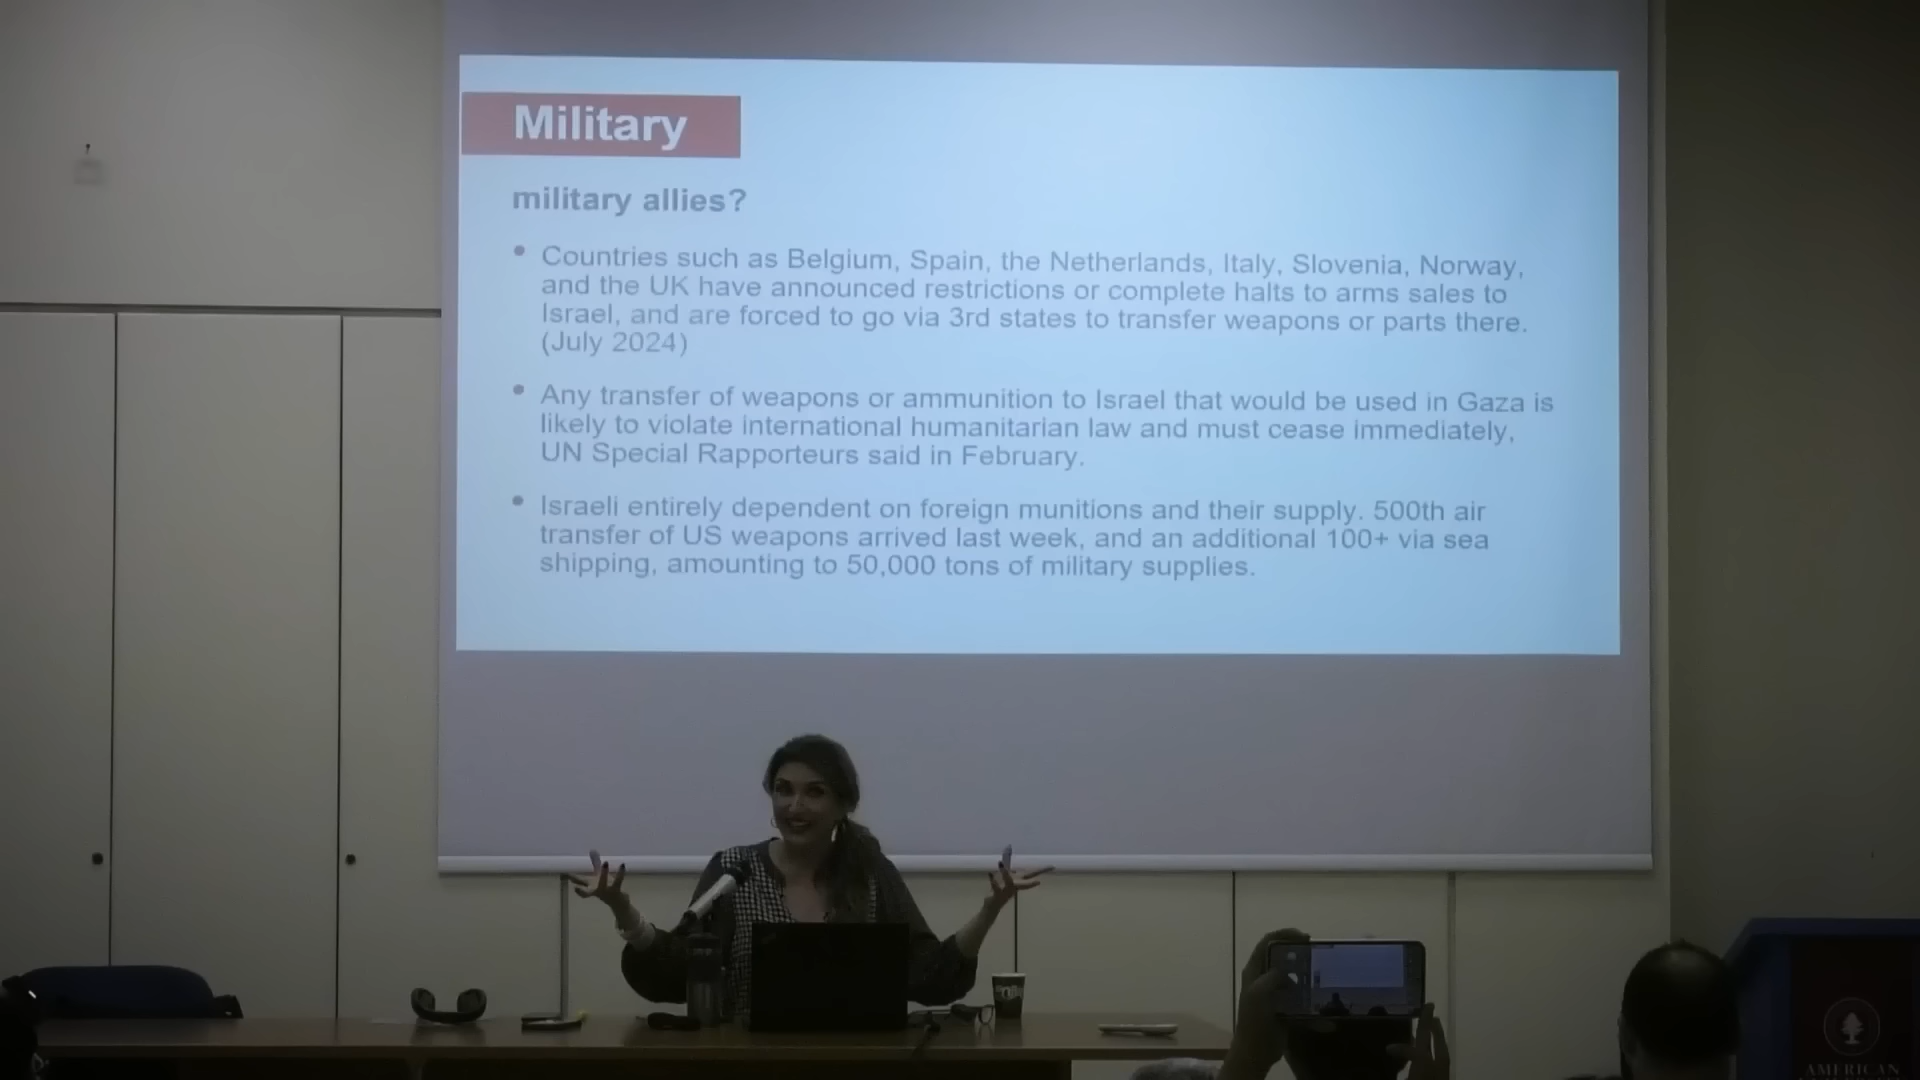 Military
military allies?
• Countries such as Belgium, Spain, the Netherlands, Italy, Slovenia, Norway,
and the UK have announced restrictions or complete halts to arms sales to
Israel, and are forced to go via 3rd states to transfer weapons or parts there.
(July 2024)
• Any transfer of weapons or ammunition to Israel that would be used in Gaza is
likely to violate international humanitarian law and must cease immediately,
UN Special Rapporteurs said in February.
• Israeli entirely dependent on foreign munitions and their supply. 500th air
transfer of US weapons arrived last week, and an additional 100+ via sea
shipping, amounting to 50,000 tons of military supplies.
AMERICAN